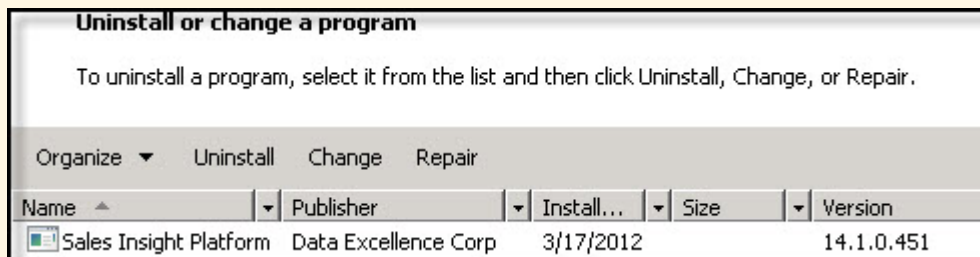 Uninstall or change a program
To uninstall a program, select it from the list and then click Uninstall, Change, or Repair.
Organize Uninstall Change Repair
Name Publisher Install... Size Version
Sales Insight Platform Data Excellence Corp 3/17/2012 14.1.0.451